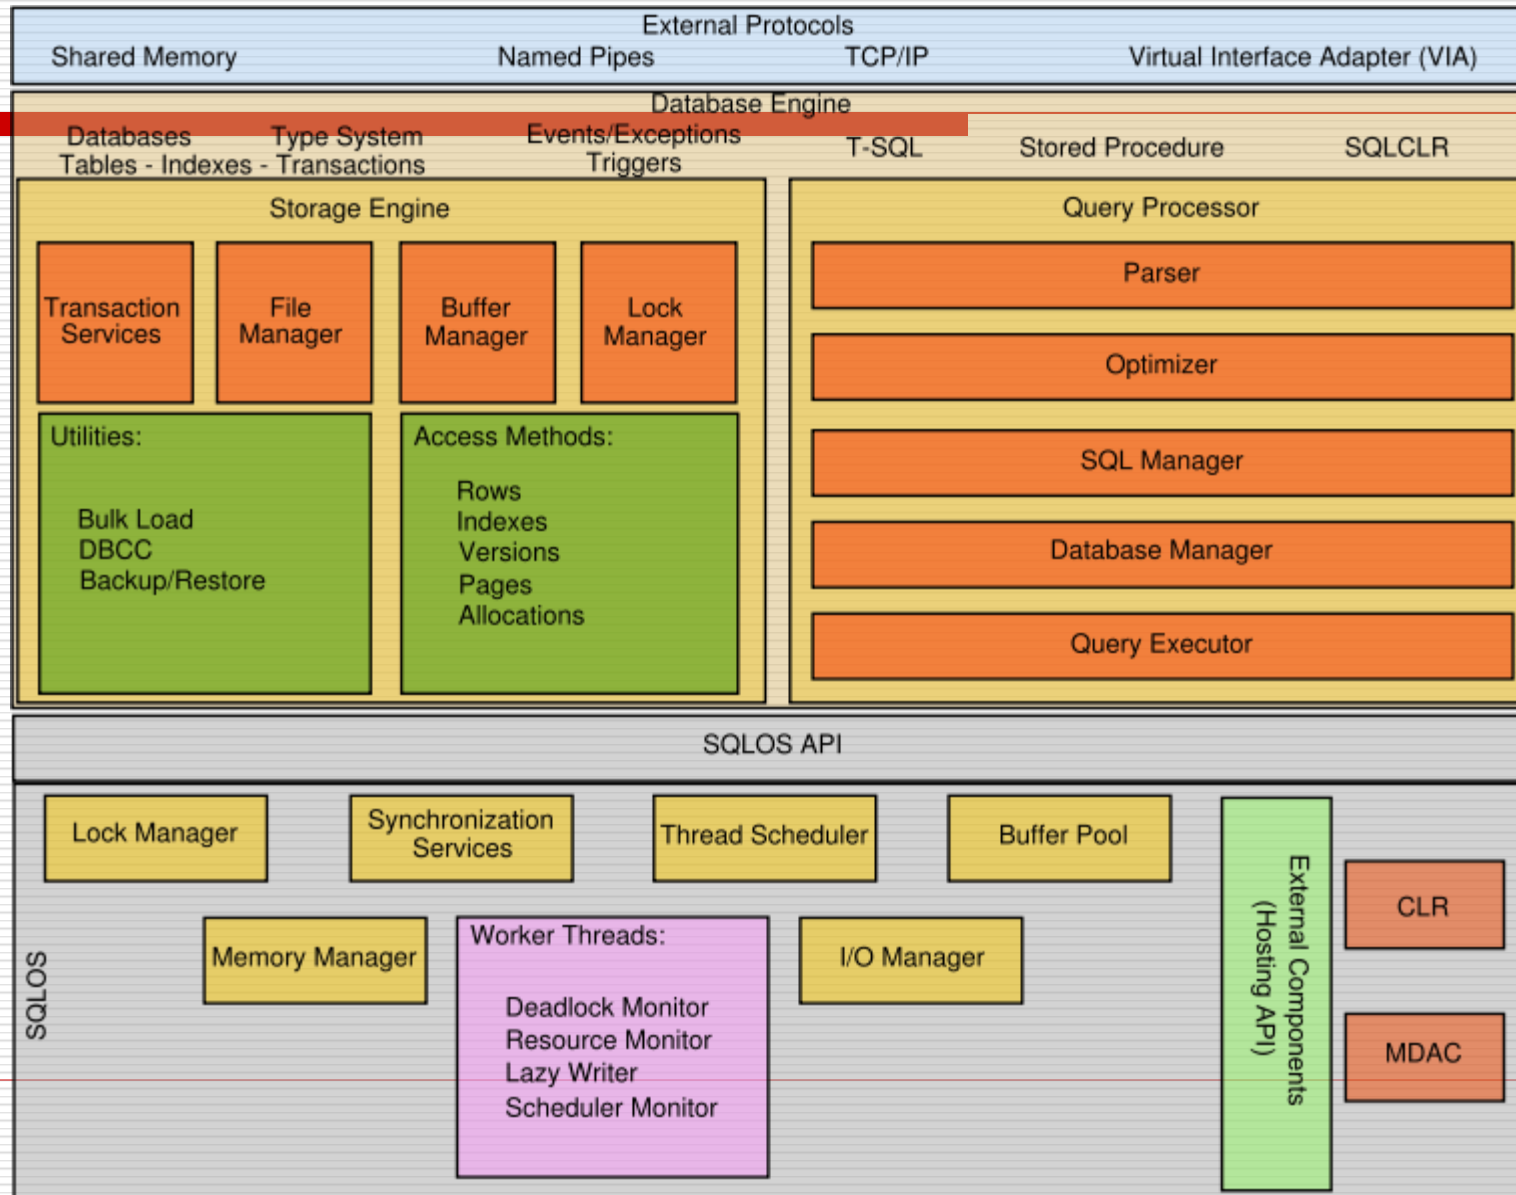 External Protocols
Shared Memory
Named Pipes
TCP/IP
Virtual Interface Adapter (VIA)
Database Engine
Databases
Type System
Tables - Indexes - Transactions
Events/Exceptions
Triggers
T-SQL
Stored Procedure
SQLCLR
Storage Engine
Transaction
Services
File
Manager
Buffer
Manager
Lock
Manager
Utilities:
Bulk Load
DBCC
Backup/Restore
Access Methods:
Rows
Indexes
Versions
Pages
Allocations
Query Processor
Parser
Optimizer
SQL Manager
Database Manager
Query Executor
SQLOS API
SQLOS
Lock Manager
Synchronization
Services
Thread Scheduler
Buffer Pool
Memory Manager
Worker Threads:
Deadlock Monitor
Resource Monitor
Lazy Writer
Scheduler Monitor
I/O Manager
External Components
(Hosting API)
CLR
MDAC